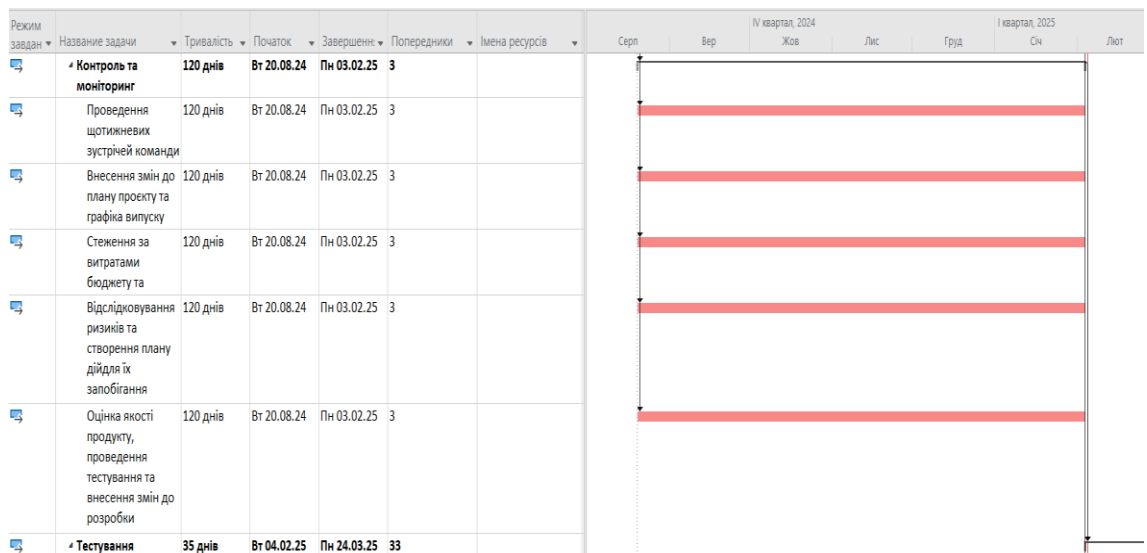 Режим
завдан
Название задачи
Тривалість
Початок
Завершенн:
Попередники
Імена ресурсів
IV квартал, 2024
I квартал, 2025
Серп
Вер
Жов
Лис
Груд
Січ
Лют
Контроль та
моніторинг
120 днів
Вт 20.08.24
Пн 03.02.25
3
Проведення
щотижневих
зустрічей команди
120 днів
Вт 20.08.24
Пн 03.02.25
3
Внесення змін до
плану проєкту та
графіка випуску
120 днів
Вт 20.08.24
Пн 03.02.25
3
Стеження за
витратами
бюджету та
120 днів
Вт 20.08.24
Пн 03.02.25
3
Відслідковування
ризиків та
створення плану
дійдля їх
запобігання
120 днів
Вт 20.08.24
Пн 03.02.25
3
Оцінка якості
продукту,
проведення
тестування та
внесення змін до
розробки
120 днів
Вт 20.08.24
Пн 03.02.25
3
Тестування
35 днів
Вт 04.02.25
Пн 24.03.25
33